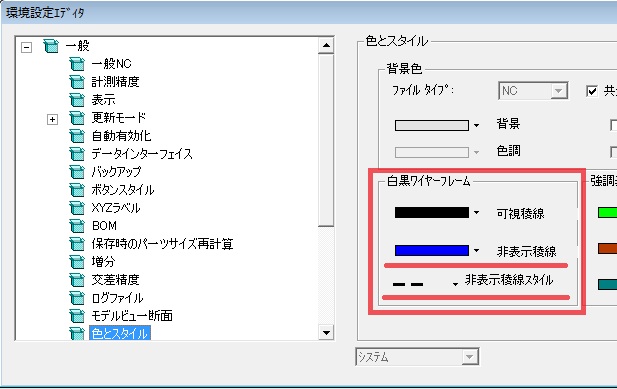 環境設定ｴﾃﾞｨﾀ
一般
一般NC
計測精度
表示
更新モード
自動有効化
データインターフェイス
バックアップ
ボタンスタイル
XYZラベル
BOM
保存時のパーツサイズ再計算
増分
交差精度
ログファイル
モデルビュー断面
色とスタイル
色とスタイル
背景色
ﾌｧｲﾙ ﾀｲﾌﾟ:
NC
背景
色調
白黒ワイヤーフレーム
可視稜線
非表示稜線
非表示稜線ｽﾀｲﾙ
システム